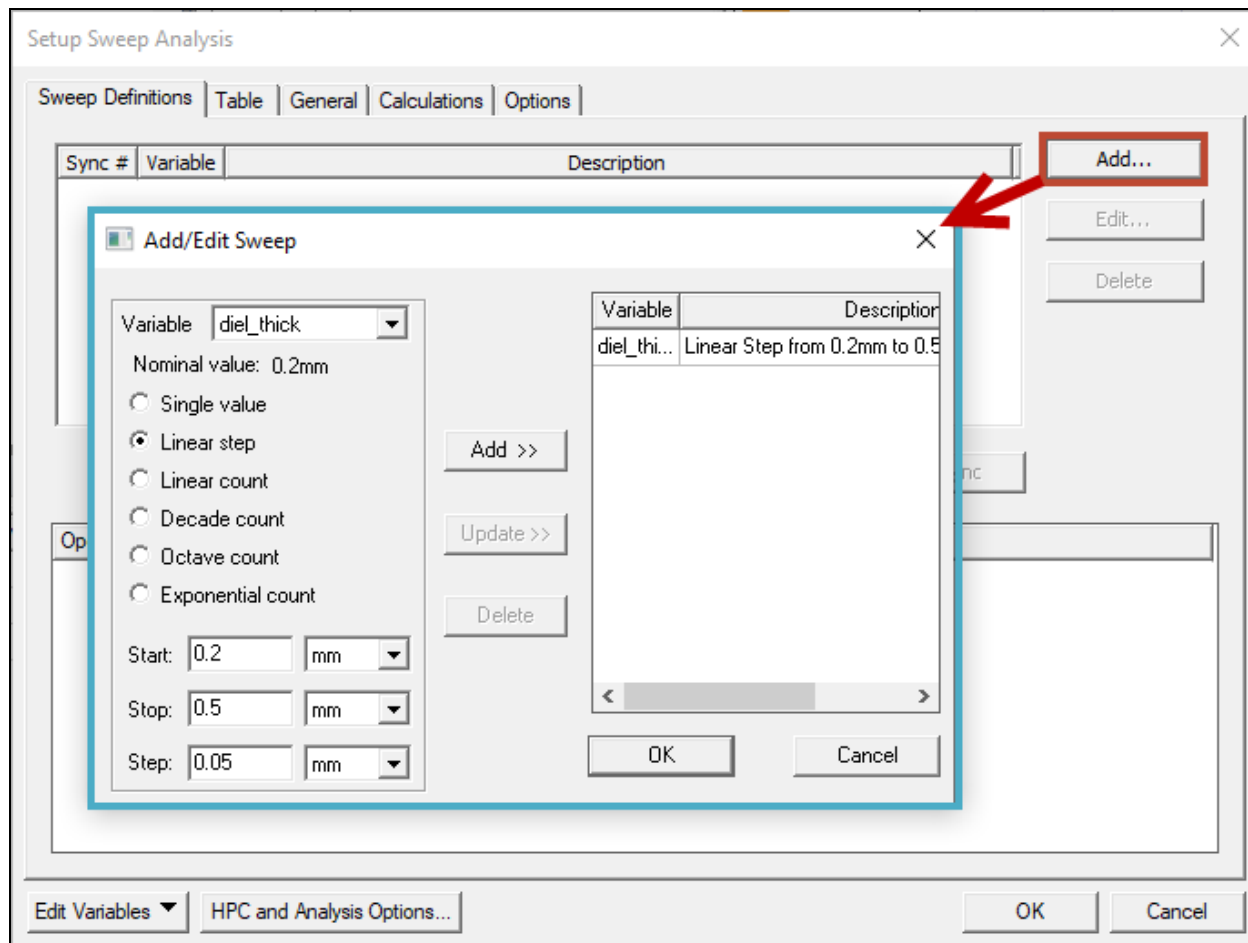 Setup Sweep Analysis
Sweep Definitions Table General Calculations Options
Sync # Variable Description
Add...
Edit...
Delete
Add/Edit Sweep
Variable diel_thick
Nominal value: 0.2mm
Single value
Linear step
Linear count
Decade count
Octave count
Exponential count
Start: 0.2 mm
Stop: 0.5 mm
Step: 0.05 mm
Add >>
Update >>
Delete
Variable Description
diel_thi... Linear Step from 0.2mm to 0.5
OK Cancel
nc
Op
Edit Variables HPC and Analysis Options... OK Cancel